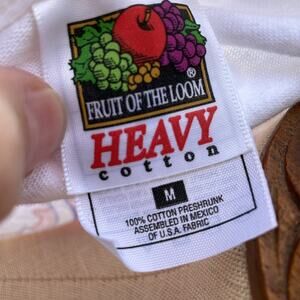 ®
FRUIT OF THE LOOM
HEAVY
cotton
M
100% COTTON PRESHRUNK
ASSEMBLED IN MEXICO
OF U.S.A. FABRIC